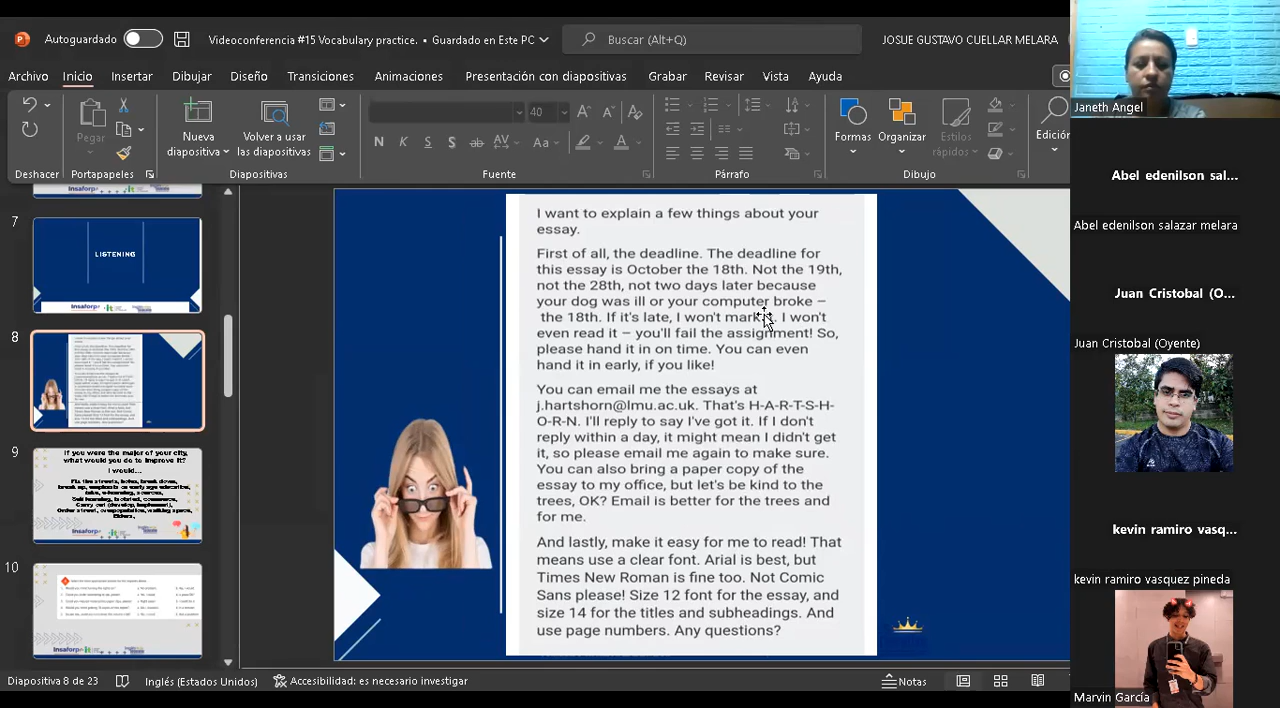 Autoguardado
Videoconferencia #15 Vocabulary
Buscar (Alt+Q)
JOSUE GUSTAVO CUELLAR MELARA
Archivo Inicio Insertar Dibujar Diseño Transiciones Animaciones Presentación con diapositivas Grabar Revisar Vista Ayuda
Pegar
Nueva diapositiva
Volver a usar las diapositivas
40
N K S S ab AV Aa A
Formas Organizar Estilos rápidos Edición
Deshacer Portapapeles Diapositivas Fuente Párrafo Dibujo
7
LISTENING
8
9
If you were the major of your city,
what would you do to improve it?
I would...
10
I want to explain a few things about your
essay.
First of all, the deadline. The deadline for
this essay is October the 18th. Not the 19th,
not the 28th, not two days later because
your dog was ill or your computer broke –
the 18th. If it's late, I won't mark it. I won't
even read it – you'll fail the assignment! So,
please hand it in on time. You can even
hand it in early, if you like!
You can email me the essays at
j.hartshorn@lmu.ac.uk. That's H-A-R-T-S-H-
O-R-N. I'll reply to say I've got it. If I don't
reply within a day, it might mean I didn't get
it, so please email me again to make sure.
You can also bring a paper copy of the
essay to my office, but let's be kind to the
trees, OK? Email is better for the trees and
for me.
And lastly, make it easy for me to read! That
means use a clear font. Arial is best, but
Times New Roman is fine too. Not Comic
Sans please! Size 12 font for the essay, and
size 14 for the titles and subheadings. And
use page numbers. Any questions?
Diapositiva 8 de 23
Inglés (Estados Unidos)
Accesibilidad: es necesario investigar
Notas
Janeth Angel
Abel edenilson sal...
Abel edenilson salazar melara
Juan Cristobal (O...
Juan Cristobal (Oyente)
kevin ramiro vasq...
kevin ramiro vasquez pineda
Marvin García